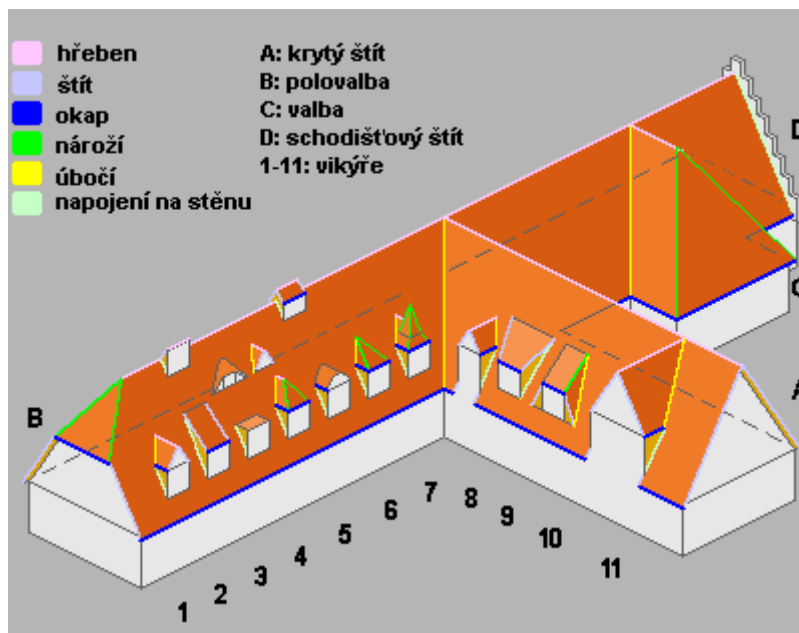 hřeben
štít
okap
nároží
úbočí
napojení na stěnu
A: krytý štít
B: polovalba
C: valba
D: schodišťový štít
1-11: vikýře
D
C
B
A
1 2 3 4 5 6 7 8 9 10 11